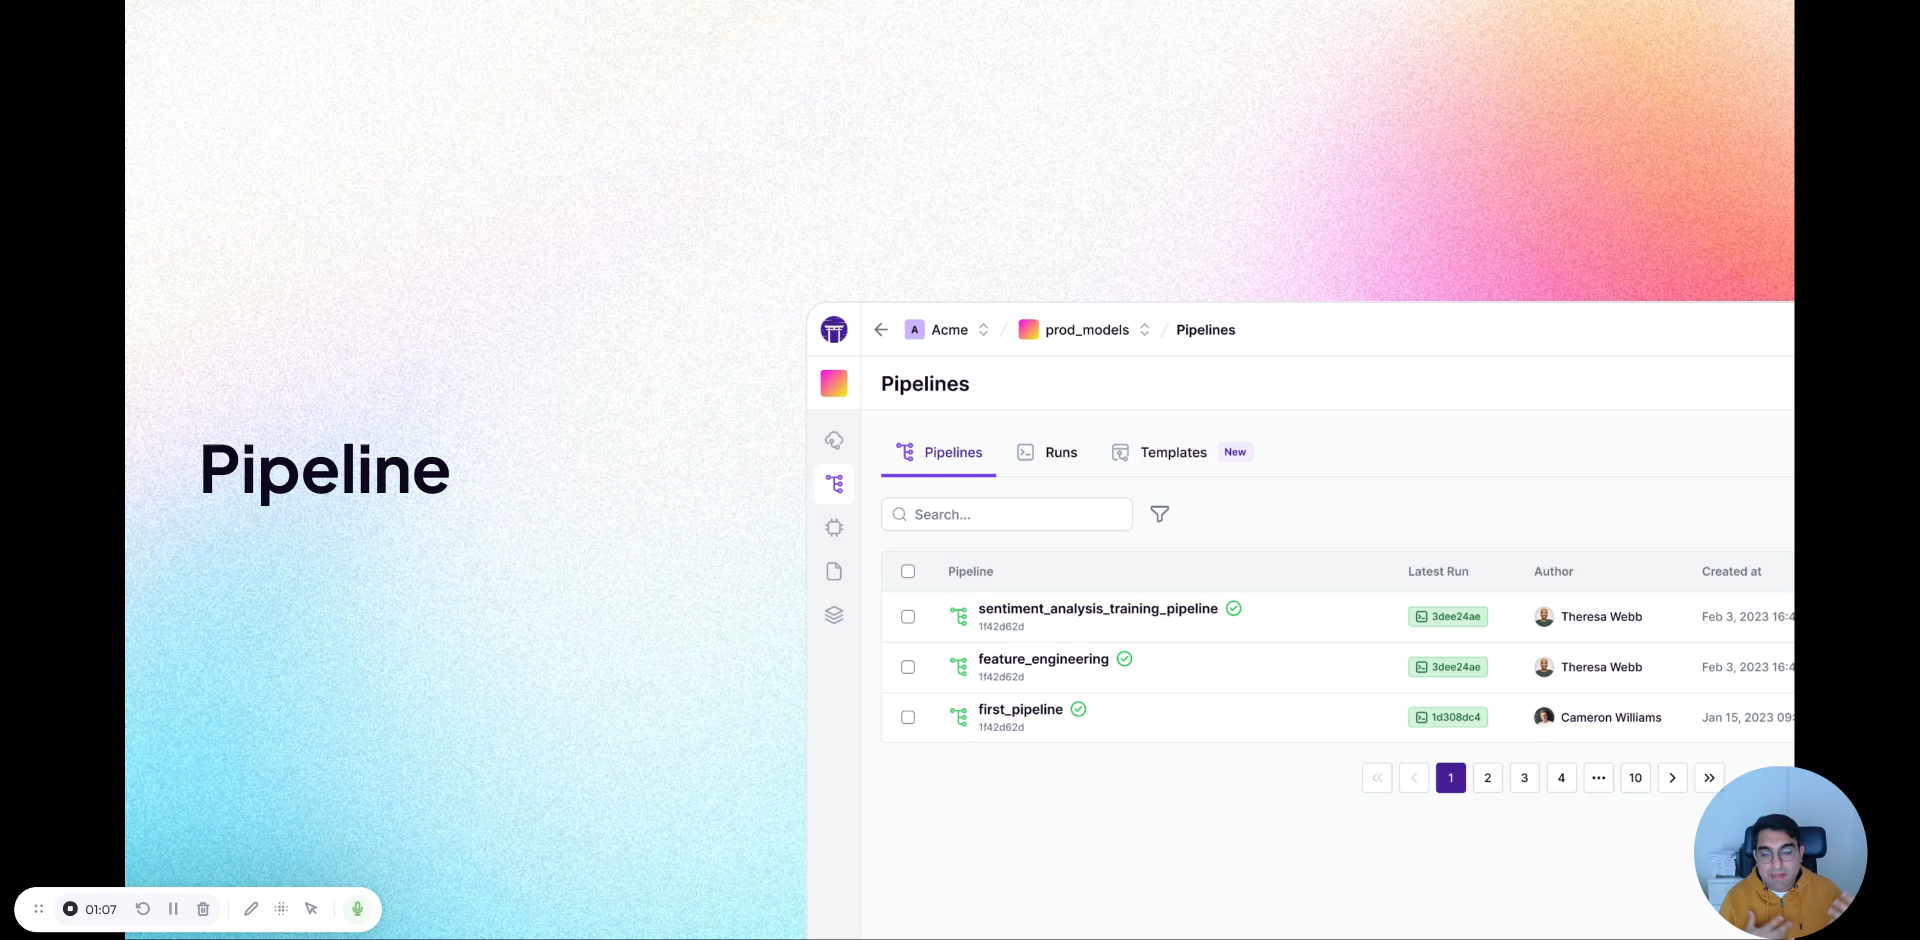 A Acme / prod_models / Pipelines
Pipelines
Pipelines Runs Templates New
Pipeline
Search...
Pipeline Latest Run Author Created at
sentiment_analysis_training_pipeline 3dee24ae Theresa Webb Feb 3, 2023 16:4
1f42d62d
feature_engineering 3dee24ae Theresa Webb Feb 3, 2023 16:4
1f42d62d
first_pipeline 1d308dc4 Cameron Williams Jan 15, 2023 09:
1f42d62d
1 2 3 4 ... 10
01:07